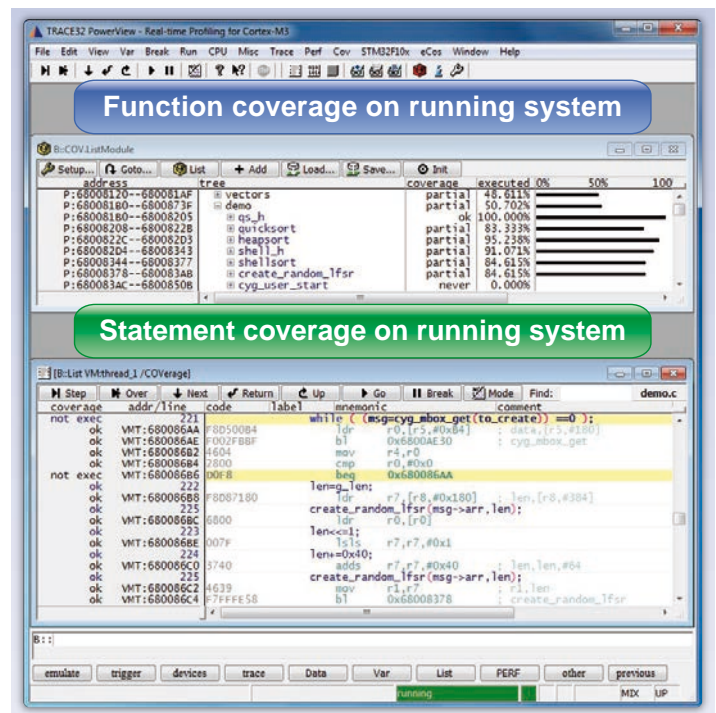 TRACE32 PowerView - Real-time Profiling for Cortex-M3
File Edit View Var Break Run CPU Misc Trace Perf Cov STM32F10x eCos Window Help
Function coverage on running system
B::COV.ListModule
Setup... Goto... List + Add Load... Save... Init
address tree coverage executed 0% 50% 100
P:68008120--680081AF vectors partial 48.611%
P:680081B0--6800873F demo partial 50.702%
P:680081B0--68008205 qs_h ok 100.000%
P:68008208--6800822B quicksort partial 83.333%
P:6800822C--680082D3 heapsort partial 95.238%
P:680082D4--68008343 shell_h partial 91.071%
P:68008344--68008377 shellsort partial 84.615%
P:68008378--680083AB create_random_lfsr partial 84.615%
P:680083AC--6800850B cyg_user_start never 0.000%
Statement coverage on running system
[B::List VM:thread_1 /COVerage]
Step Over Next Return Up Go Break Mode Find: demo.c
coverage addr/line code label mnemonic comment
not exec 221 while ( (msg=cyg_mbox_get(to_create)) ==0 );
ok VMT:680086AA F8D500B4 ldr r0,[r5,#0xB4] ; data,[r5,#180]
ok VMT:680086AE F002FBBF bl 0x6800AE30 ; cyg_mbox_get
ok VMT:680086B2 4604 mov r4,r0
ok VMT:680086B4 2800 cmp r0,#0x0
not exec VMT:680086B6 D0F8 beq 0x680086AA
ok 222 len=g_len;
ok VMT:680086B8 F8D87180 ldr r7,[r8,#0x180] ; len,[r8,#384]
ok 225 create_random_lfsr(msg->arr,len);
ok VMT:680086BC 6800 ldr r0,[r0]
ok 223 len<<=1;
ok VMT:680086BE 007F lsls r7,r7,#0x1
ok 224 len+=0x40;
ok VMT:680086C0 3740 adds r7,r7,#0x40 ; len,len,#64
ok 225 create_random_lfsr(msg->arr,len);
ok VMT:680086C2 4639 mov r1,r7 ; r1,len
ok VMT:680086C4 F7FFFE58 bl 0x68008378 ; create_random_lfsr
B::
emulate trigger devices trace Data Var List PERF other previous
running MIX UP